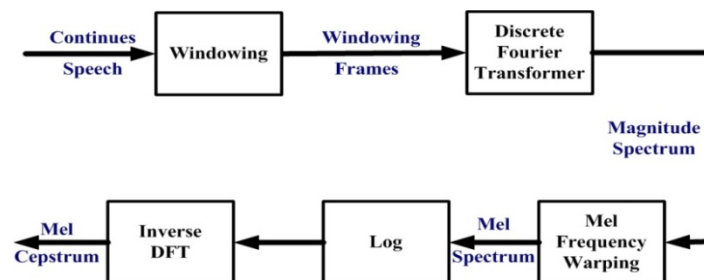 Continues
Speech
Windowing
Windowing
Frames
Discrete
Fourier
Transformer
Magnitude
Spectrum
Mel
Frequency
Warping
Mel
Spectrum
Log
Inverse
DFT
Mel
Cepstrum